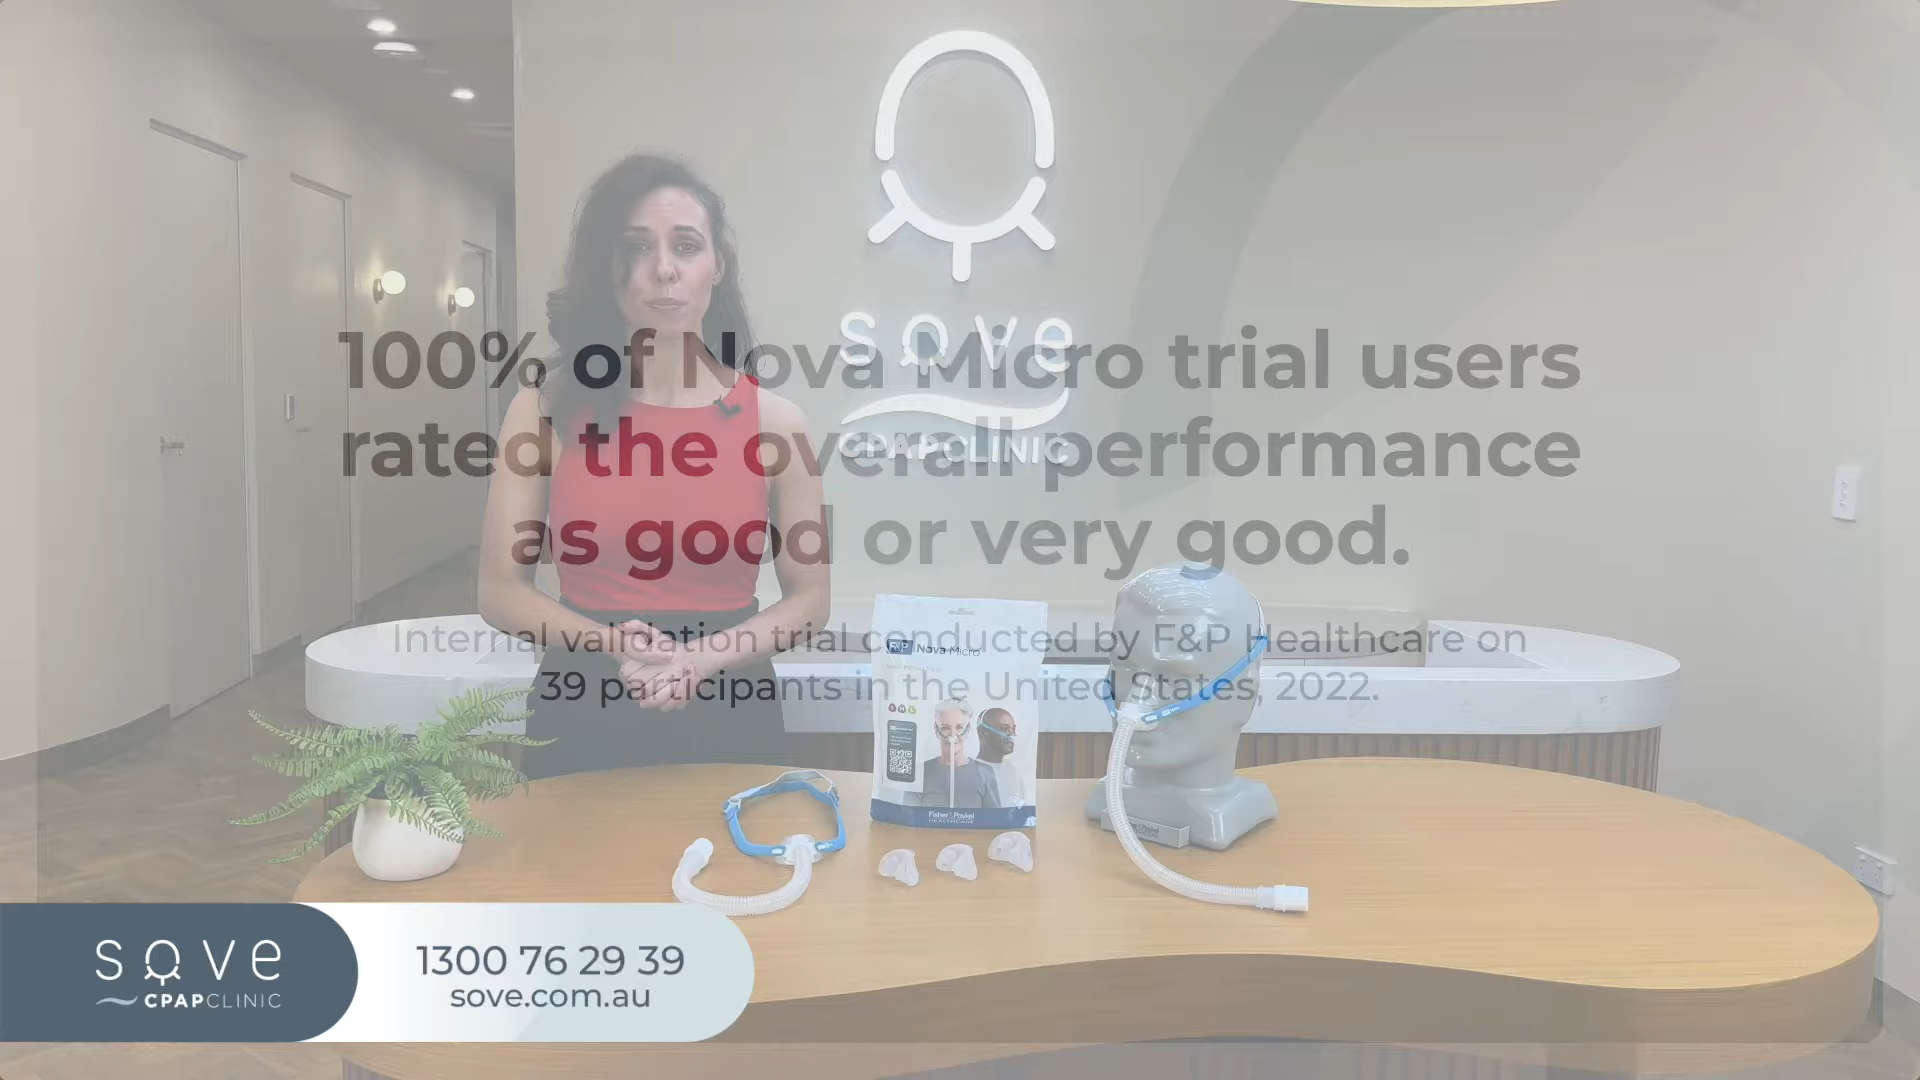 sove
CPAPCLINIC
100% of Nova Micro trial users
rated the overall performance
as good or very good.
Internal validation trial conducted by F&P Healthcare on
39 participants in the United States, 2022.
F&P Nova Micro
S M L
Fisher & Paykel
HEALTHCARE
sove
CPAPCLINIC
1300 76 29 39
sove.com.au